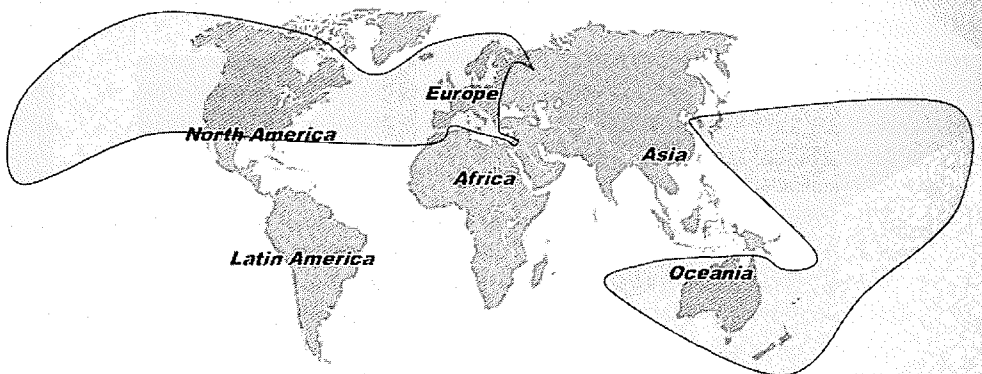 Europe
North America
Asia
Africa
Latin America
Oceania